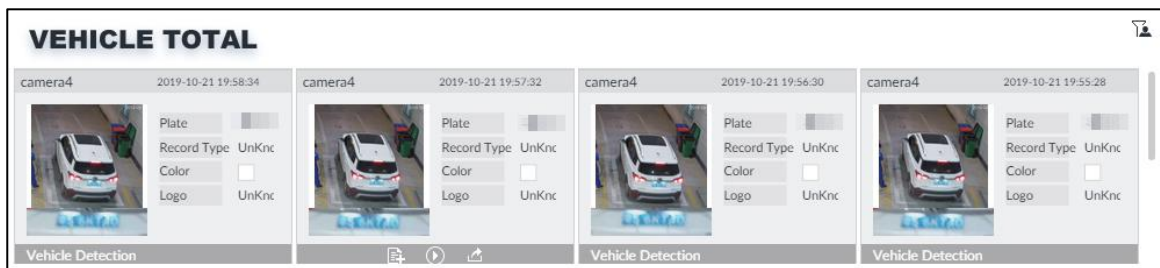 VEHICLE TOTAL
camera4 2019-10-21 19:58:34
Plate
Record Type UnKnc
Color
Logo UnKnc
Vehicle Detection
camera4 2019-10-21 19:57:32
Plate
Record Type UnKnc
Color
Logo UnKnc
camera4 2019-10-21 19:56:30
Plate
Record Type UnKnc
Color
Logo UnKnc
Vehicle Detection
camera4 2019-10-21 19:55:28
Plate
Record Type UnKnc
Color
Logo UnKnc
Vehicle Detection